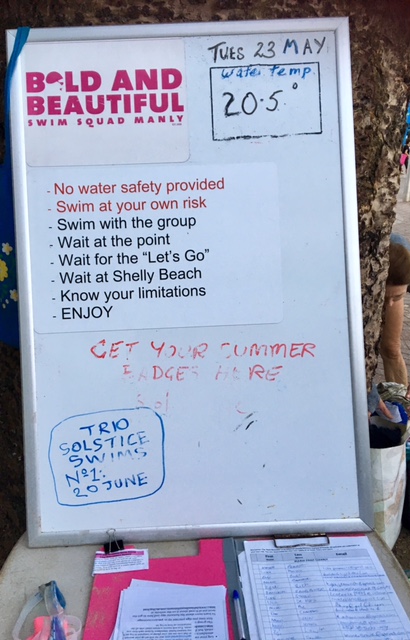 BOLD AND
BEAUTIFUL
SWIM SQUAD MANLY
TUES 23 MAY
Water temp
20.5°
- No water safety provided
- Swim at your own risk
- Swim with the group
- Wait at the point
- Wait for the “Let’s Go”
- Wait at Shelly Beach
- Know your limitations
- ENJOY
GET YOUR SUMMER
BADGES HERE
TRIO
SOLSTICE
SWIMS
Nº1:
20 JUNE